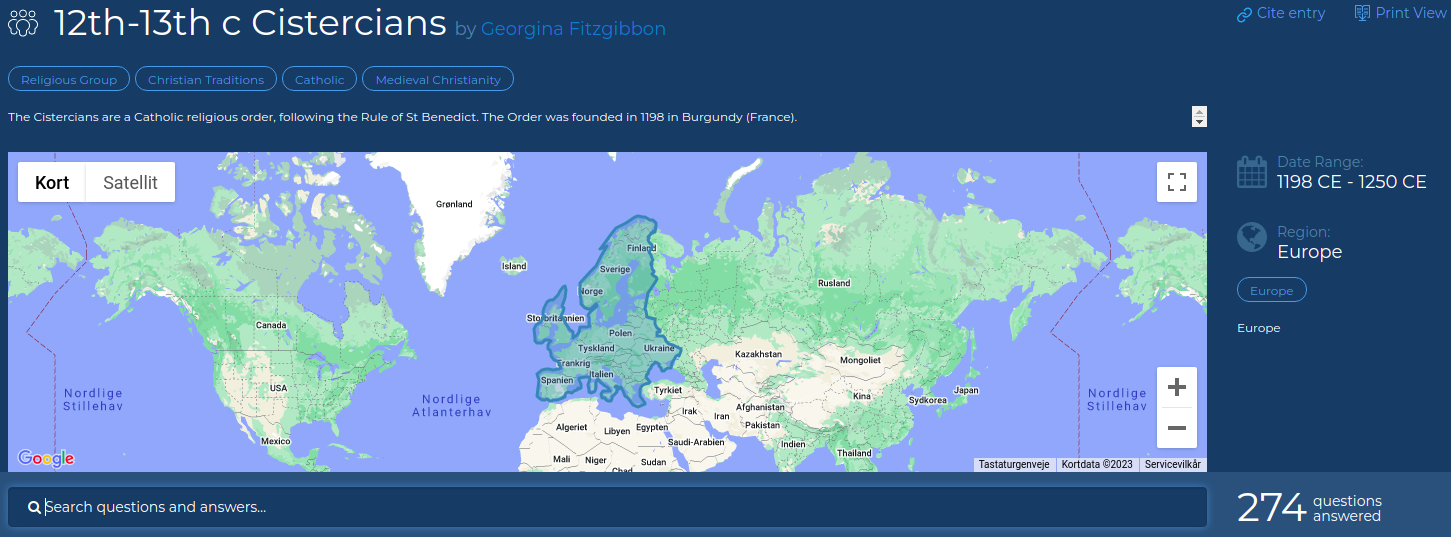 12th-13th c Cistercians by Georgina Fitzgibbon
Cite entry
Print View
Religious Group
Christian Traditions
Catholic
Medieval Christianity
The Cistercians are a Catholic religious order, following the Rule of St Benedict. The Order was founded in 1198 in Burgundy (France).
Kort
Satellit
Grønland
Island
Finland
Sverige
Norge
Storbritannien
Polen
Tyskland
Ukraine
Frankrig
Italien
Spanien
Rusland
Canada
USA
Mexico
Nordlige
Stillehav
Nordlige
Atlanterhav
Kazakhstan
Mongoliet
Tyrkiet
Kina
Japan
Sydkorea
Irak
Iran
Afghanistan
Pakistan
Algeriet
Libyen
Egypten
Saudi-Arabien
Indien
Thailand
Mali
Niger
Chad
Sudan
Nordlige
Stillehav
Google
Tastaturgenveje
Kortdata ©2023
Servicevilkår
Date Range:
1198 CE - 1250 CE
Region:
Europe
Europe
Europe
Search questions and answers...
274 questions
answered